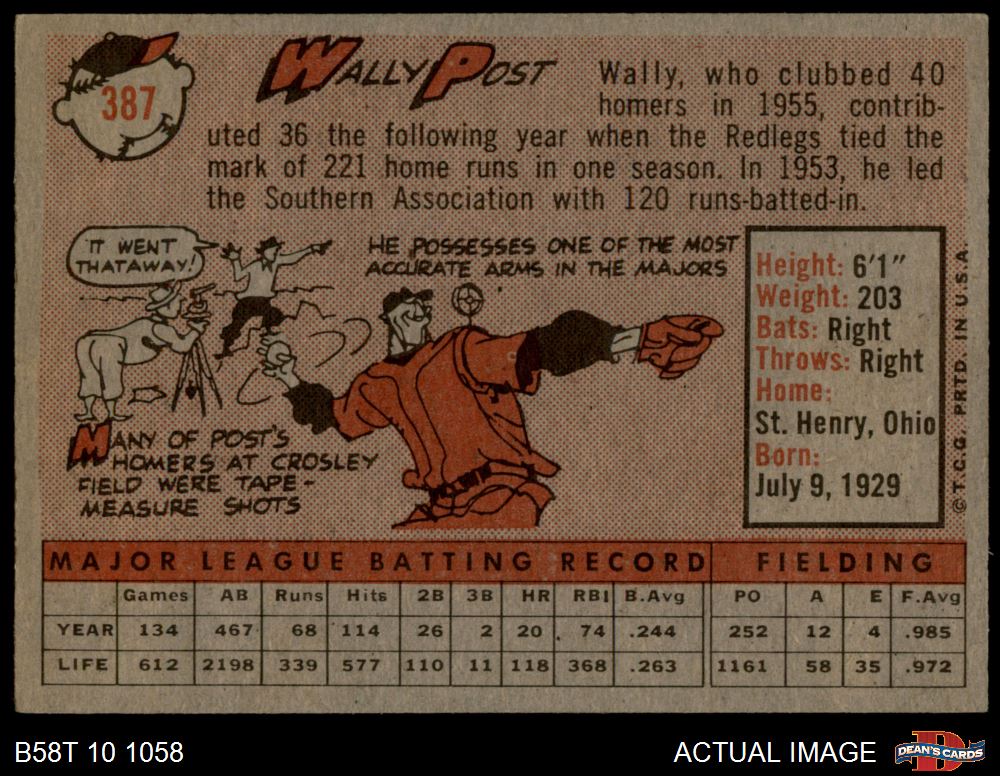 387
WALLY POST
Wally, who clubbed 40
homers in 1955, contrib-
uted 36 the following year when the Redlegs tied the
mark of 221 home runs in one season. In 1953, he led
the Southern Association with 120 runs-batted-in.
IT WENT
THATAWAY!
HE POSSESSES ONE OF THE MOST
ACCURATE ARMS IN THE MAJORS
MANY OF POST'S
HOMERS AT CROSLEY
FIELD WERE TAPE-
MEASURE SHOTS
Height: 6'1"
Weight: 203
Bats: Right
Throws: Right
Home:
St. Henry, Ohio
Born:
July 9, 1929
© T.C.G. PRTD. IN U.S.A.
MAJOR LEAGUE BATTING RECORD FIELDING
Games AB Runs Hits 2B 3B HR RBI B.Avg PO A E F.Avg
YEAR 134 467 68 114 26 2 20 74 .244 252 12 4 .985
LIFE 612 2198 339 577 110 11 118 368 .263 1161 58 35 .972
B58T 10 1058
ACTUAL IMAGE
DEAN'S CARDS